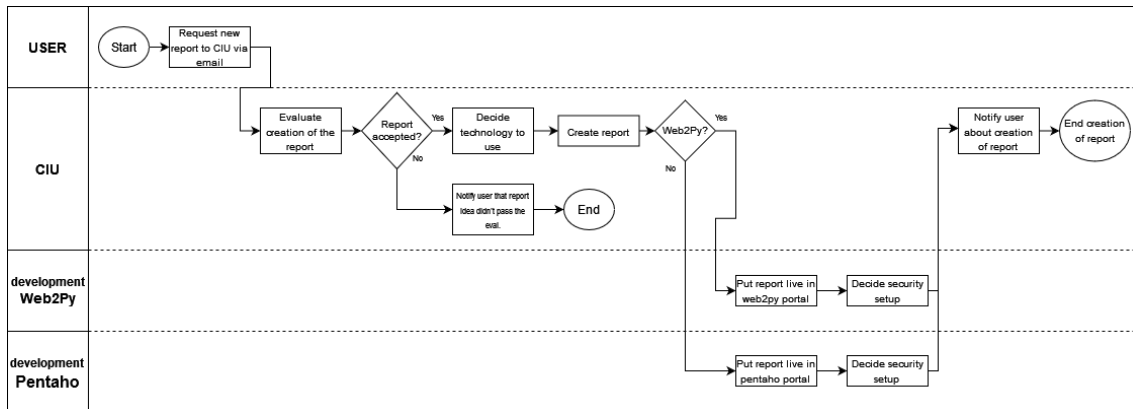 USER
Start
Request new
report to CIU via
email
CIU
Evaluate
creation of the
report
Report
accepted?
Yes
No
Decide
technology to
use
Create report
Web2Py?
Yes
No
Notify user
about creation
of report
End creation
of report
Notify user that report
Idea didn't pass the
eval.
End
development
Web2Py
Put report live in
web2py portal
Decide security
setup
development
Pentaho
Put report live in
pentaho portal
Decide security
setup